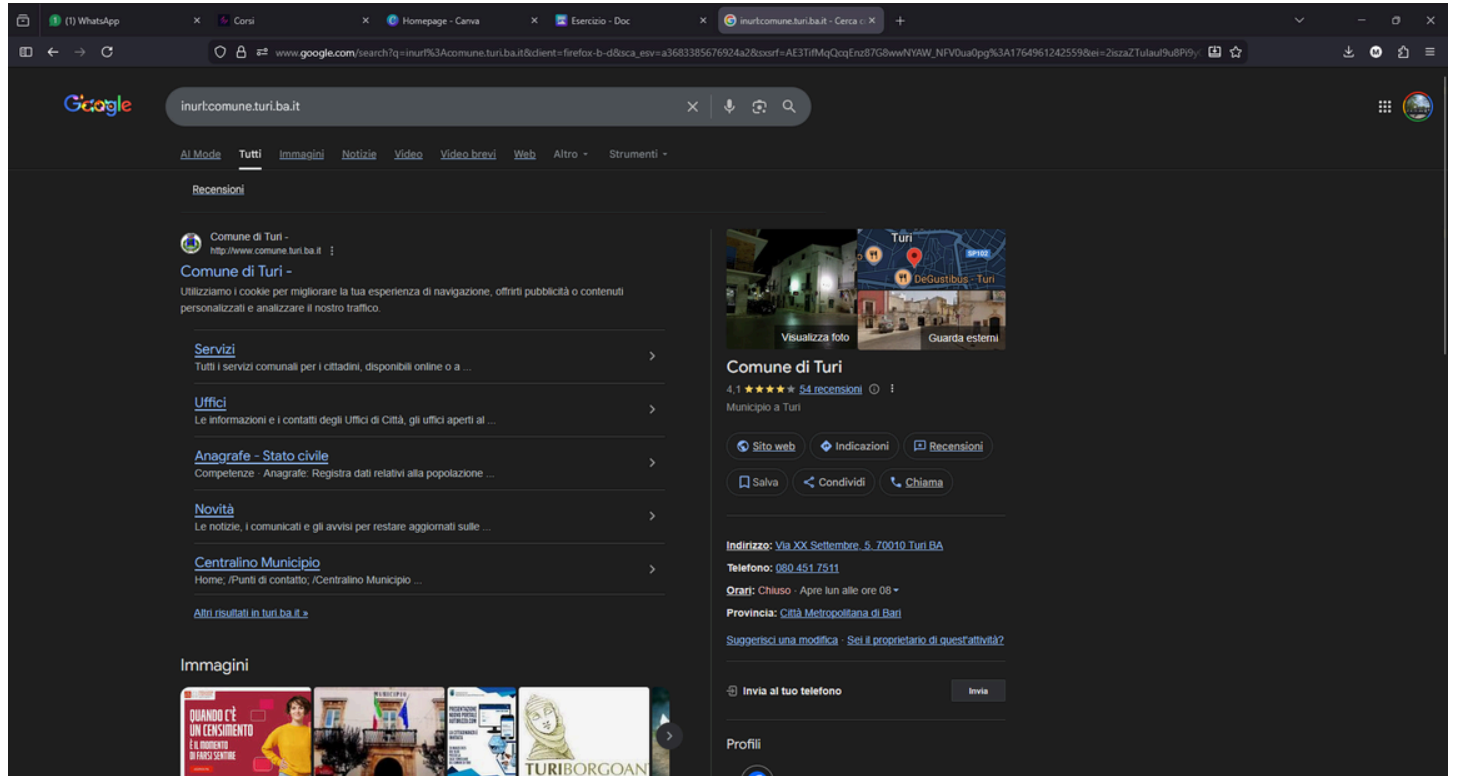 (1) WhatsApp
Corsi
Homepage - Canva
Esercizio - Doc
inurl:comune.turi.ba.it - Cerca c
www.google.com/search?q=inurl%3Acomune.turi.ba.it&client=firefox-b-d&sca_esv=a3683385676924a2&sxsrf=
Google
inurl:comune.turi.ba.it
AI Mode Tutti Immagini Notizie Video Video brevi Web Altro Strumenti
Recensioni
Comune di Turi -
http://www.comune.turi.ba.it
Comune di Turi -
Utilizziamo i cookie per migliorare la tua esperienza di navigazione, offrirti pubblicità o contenuti
personalizzati e analizzare il nostro traffico.
Servizi
Tutti i servizi comunali per i cittadini, disponibili online o a ...
Uffici
Le informazioni e i contatti degli Uffici di Città, gli uffici aperti al ...
Anagrafe - Stato civile
Competenze · Anagrafe: Registra dati relativi alla popolazione ...
Novità
Le notizie, i comunicati e gli avvisi per restare aggiornati sulle ...
Centralino Municipio
Home; /Punti di contatto; /Centralino Municipio ...
Altri risultati in turi.ba.it »
Immagini
QUANDO C'È
UN CENSIMENTO
È IL MOMENTO
DI FARSI SENTIRE
MUNICIPIO
PRESENTAZIONE
TURIBORGOAN
Turi
SP102
DeGustibus - Turi
Visualizza foto
Guarda esterni
Comune di Turi
4,1 54 recensioni
Municipio a Turi
Sito web Indicazioni Recensioni
Salva Condividi Chiama
Indirizzo: Via XX Settembre, 5, 70010 Turi BA
Telefono: 080 451 7511
Orari: Chiuso · Apre lun alle ore 08
Provincia: Città Metropolitana di Bari
Suggerisci una modifica · Sei il proprietario di quest'attività?
Invia al tuo telefono
Invia
Profili